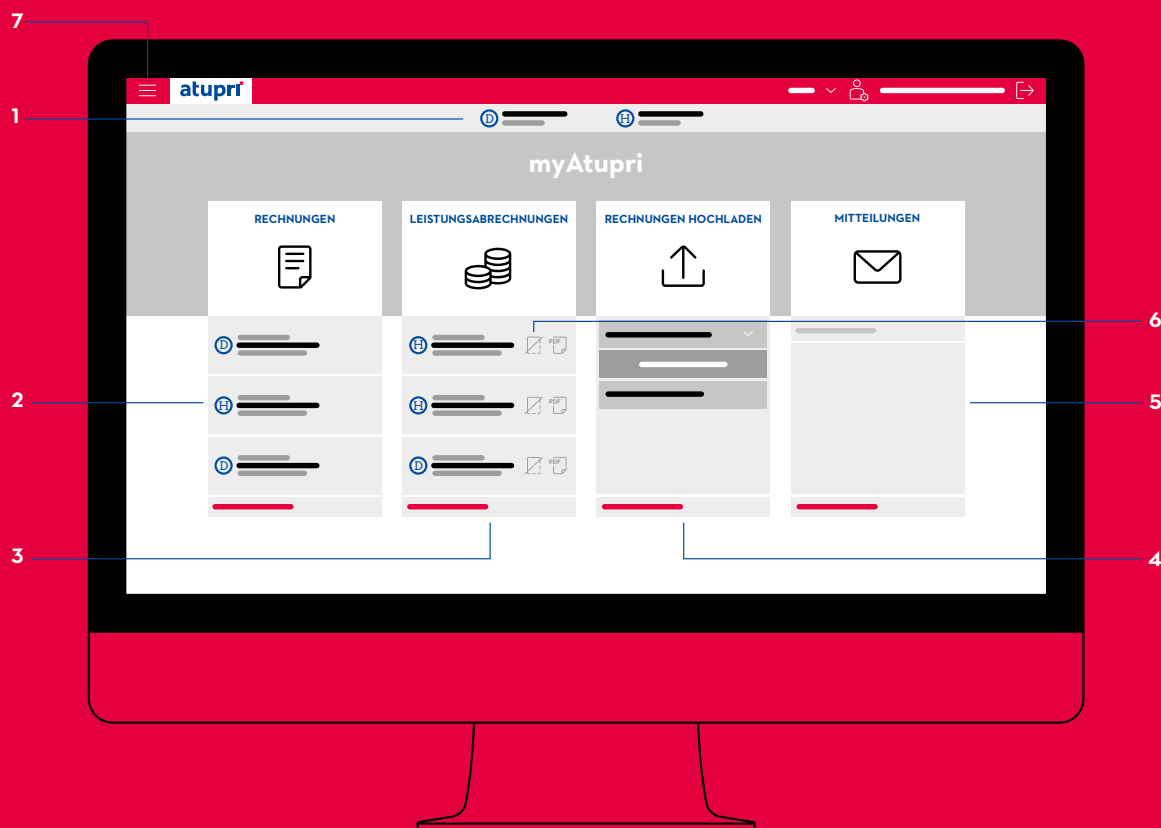 7
atupri
1
D
H
myAtupri
RECHNUNGEN
LEISTUNGSABRECHNUNGEN
RECHNUNGEN HOCHLADEN
MITTEILUNGEN
6
D
H
PDF
2
H
H
PDF
5
D
D
PDF
3
4